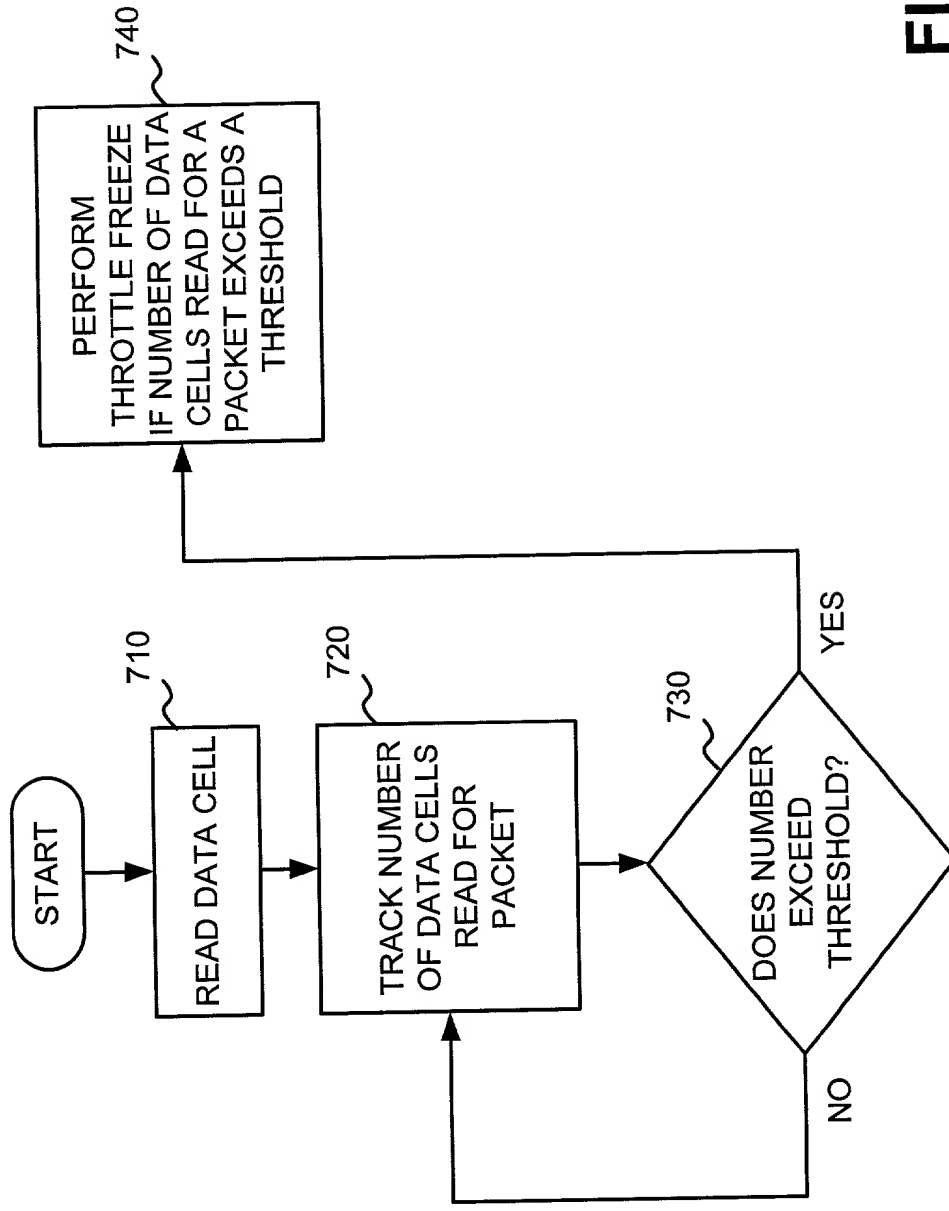 START
710
READ DATA CELL
720
TRACK NUMBER
OF DATA CELLS
READ FOR
PACKET
730
DOES NUMBER
EXCEED
THRESHOLD?
NO
YES
740
PERFORM
THROTTLE FREEZE
IF NUMBER OF DATA
CELLS READ FOR A
PACKET EXCEEDS A
THRESHOLD